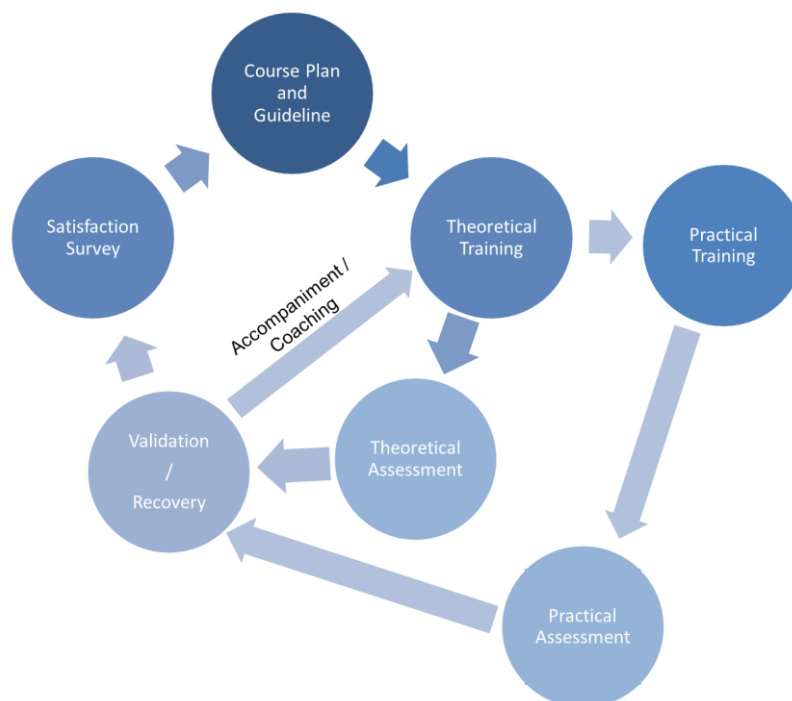 Course Plan
and
Guideline
Satisfaction
Survey
Theoretical
Training
Practical
Training
Accompaniment /
Coaching
Validation
/
Recovery
Theoretical
Assessment
Practical
Assessment